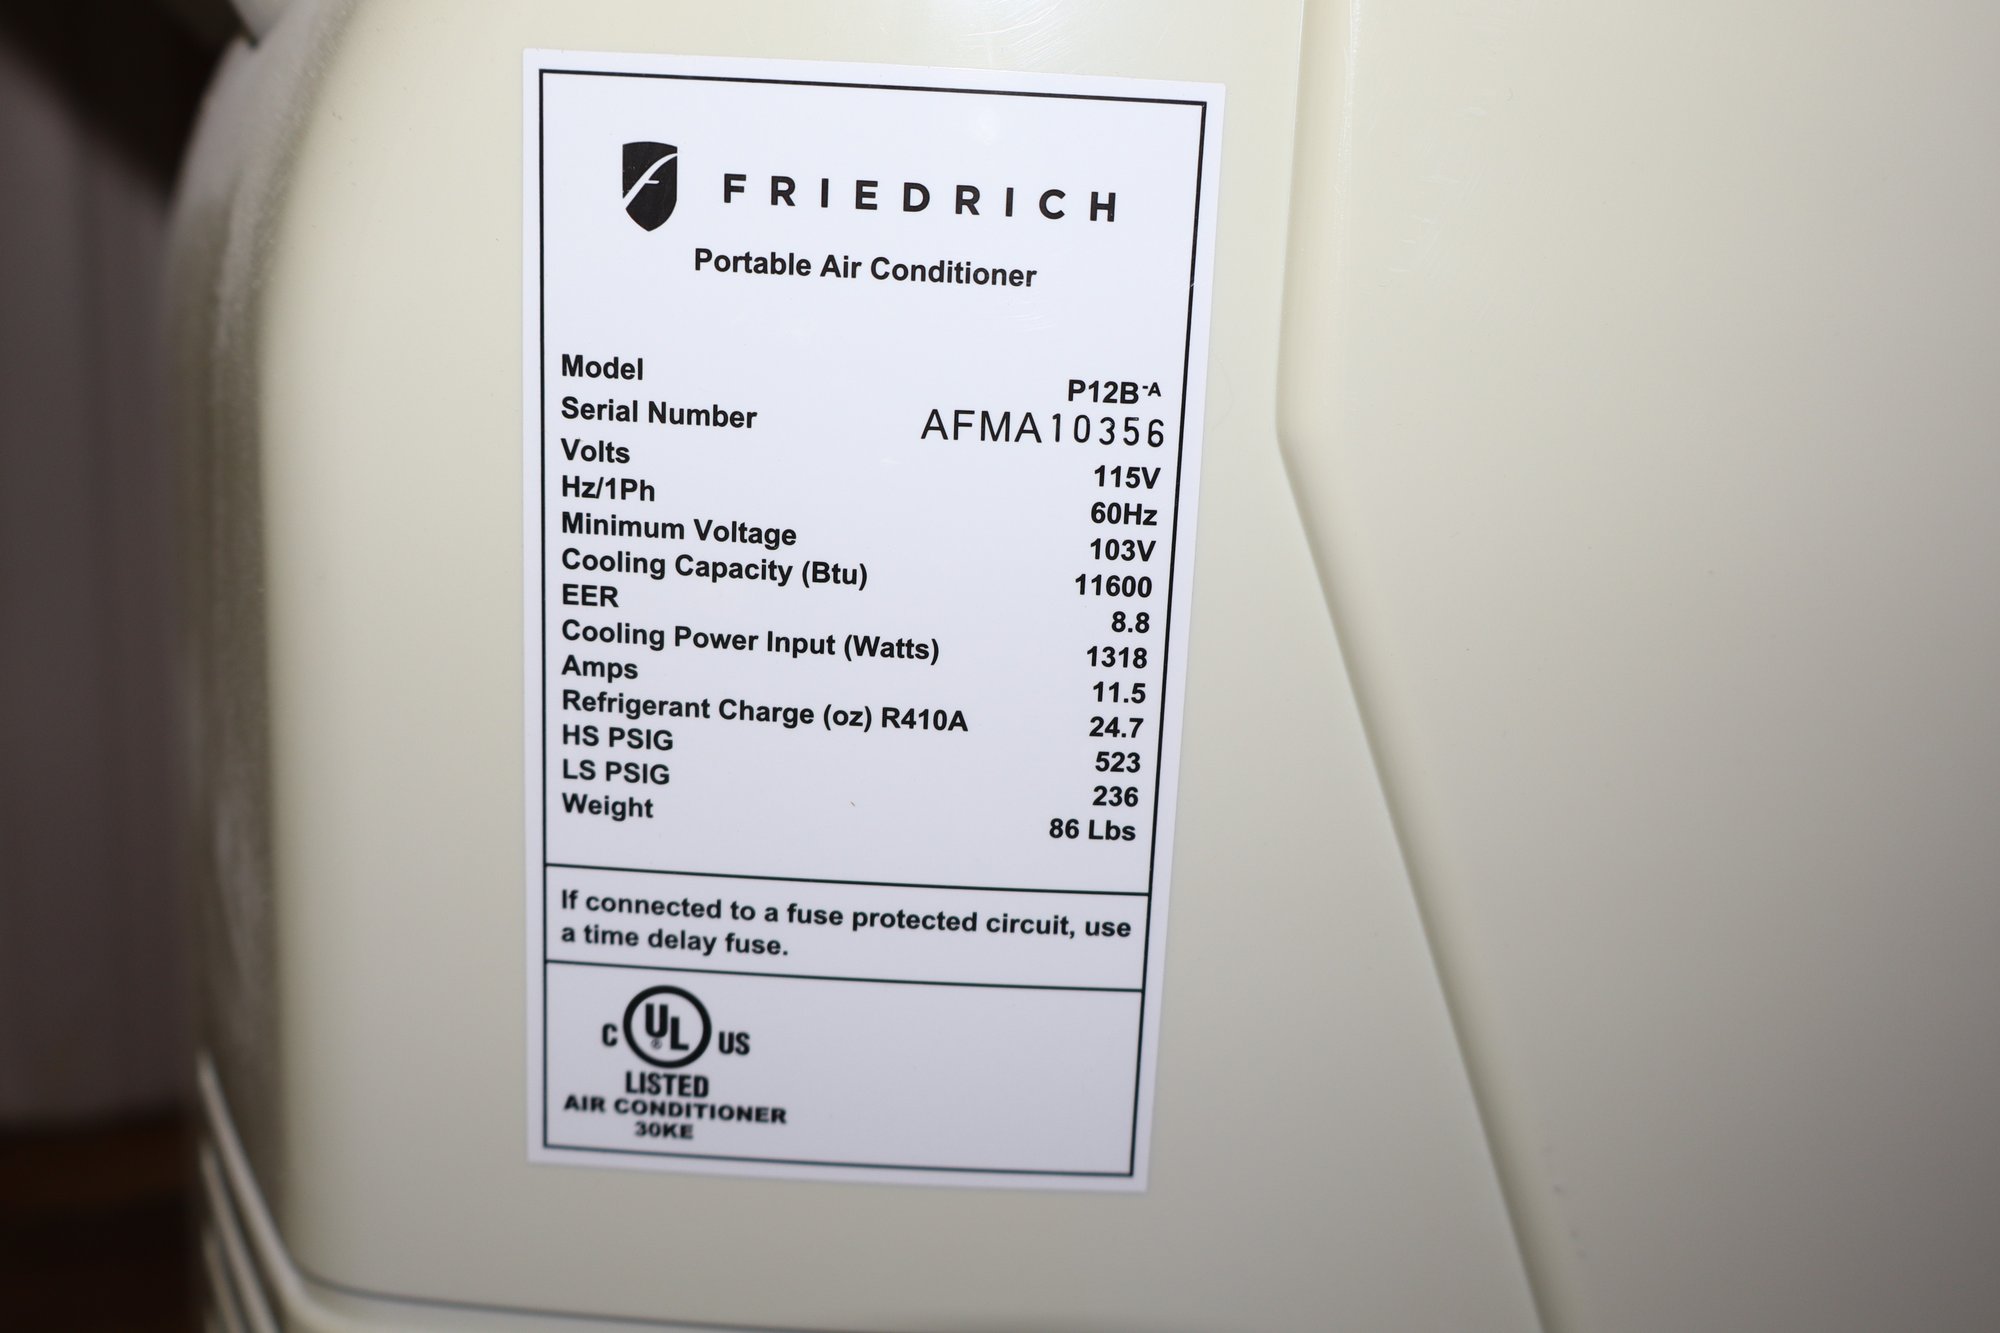 FRIEDRICH
Portable Air Conditioner
Model P12B-A
Serial Number AFMA10356
Volts 115V
Hz/1Ph 60Hz
Minimum Voltage 103V
Cooling Capacity (Btu) 11600
EER 8.8
Cooling Power Input (Watts) 1318
Amps 11.5
Refrigerant Charge (oz) R410A 24.7
HS PSIG 523
LS PSIG 236
Weight 86 Lbs
If connected to a fuse protected circuit, use
a time delay fuse.
C UL ® US
LISTED
AIR CONDITIONER
30KE